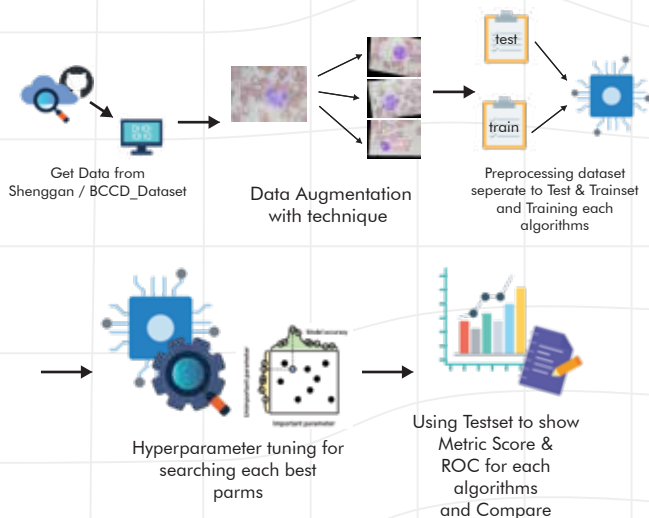 test
train
Get Data from
Shenggan / BCCD_Dataset
Data Augmentation
with technique
Preprocessing dataset
seperate to Test & Trainset
and Training each
algorithms
Model accuracy
Unimportant parameter
Important parameter
Hyperparameter tuning for
searching each best
parms
Using Testset to show
Metric Score &
ROC for each
algorithms
and Compare